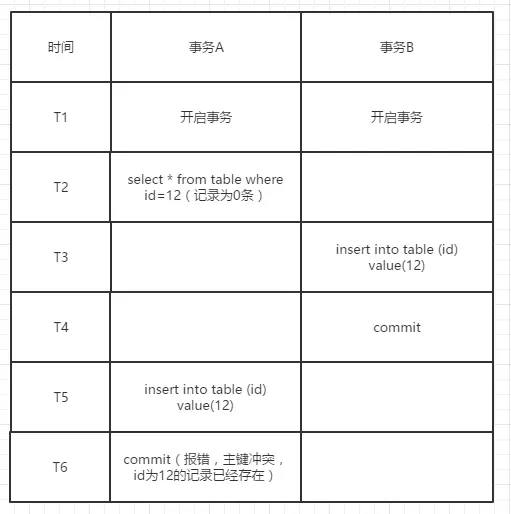 时间
事务A
事务B
T1
开启事务
开启事务
T2
select * from table where
id=12（记录为0条）
T3
insert into table (id)
value(12)
T4
commit
T5
insert into table (id)
value(12)
T6
commit（报错，主键冲突，
id为12的记录已经存在）